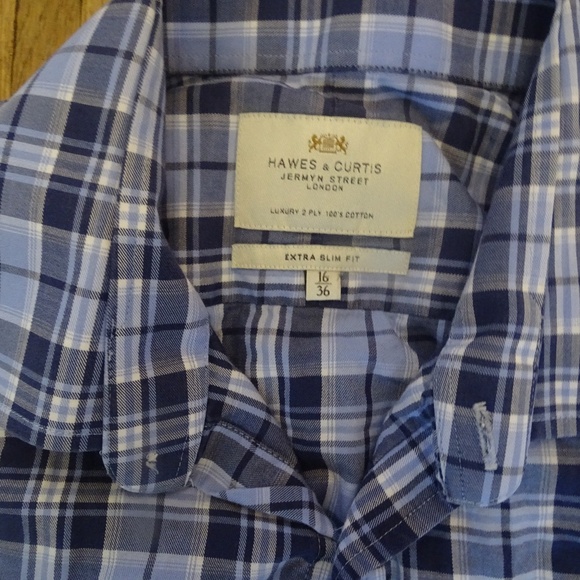 HAWES & CURTIS
JERMYN STREET
LONDON
LUXURY 2 PLY 100% COTTON
EXTRA SLIM FIT
16
36